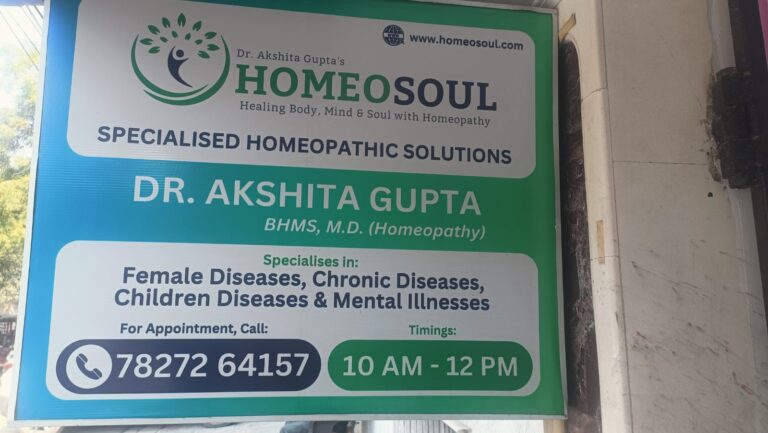 www.homeosoul.com
Dr. Akshita Gupta's
HOMEOSOUL
Healing Body, Mind & Soul with Homeopathy
SPECIALISED HOMEOPATHIC SOLUTIONS
DR. AKSHITA GUPTA
BHMS, M.D. (Homeopathy)
Specialises in:
Female Diseases, Chronic Diseases,
Children Diseases & Mental Illnesses
For Appointment, Call:
78272 64157
Timings:
10 AM - 12 PM